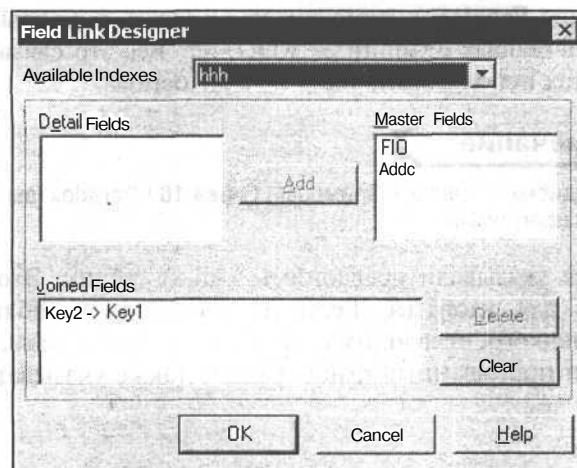 Field Link Designer
Available Indexes
hhh
Detail Fields
Master Fields
Add
FIO
Addc
Joined Fields
Key2 -> Key1
Delete
Clear
OK
Cancel
Help